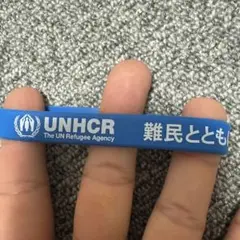 UNHCR
The UN Refugee Agency
難民ととも